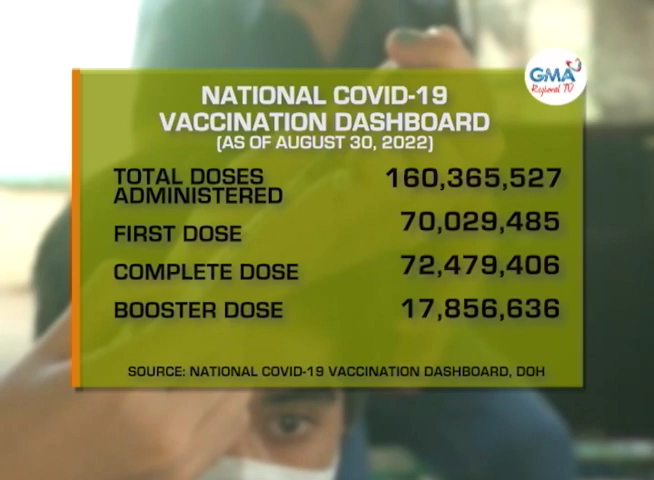 GMA
Regional TV
NATIONAL COVID-19
VACCINATION DASHBOARD
(AS OF AUGUST 30, 2022)
TOTAL DOSES
ADMINISTERED 160,365,527
FIRST DOSE 70,029,485
COMPLETE DOSE 72,479,406
BOOSTER DOSE 17,856,636
SOURCE: NATIONAL COVID-19 VACCINATION DASHBOARD, DOH